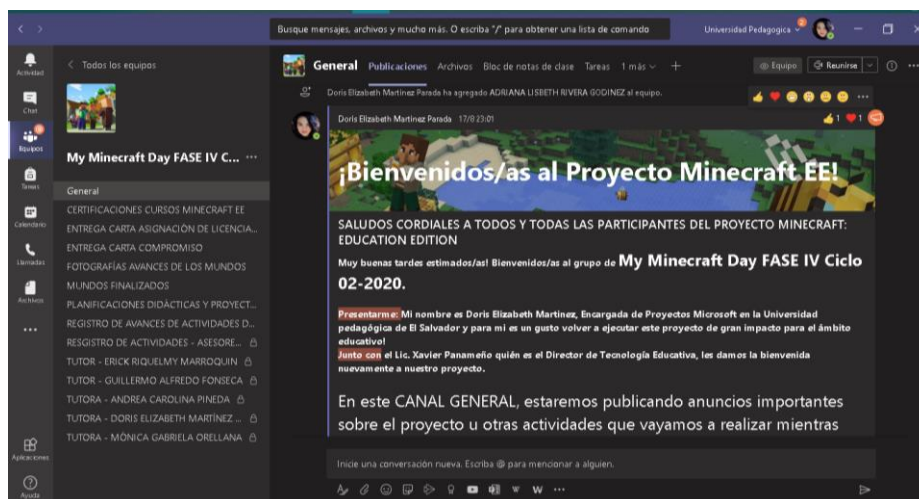 Busque mensajes, archivos y mucho más. O escriba "/" para obtener una lista de comando
Universidad Pedagogica
2
Actividad
Chat
Equipos
Tareas
Calendario
Llamadas
Archivos
Aplicaciones
Ayuda
Todos los equipos
My Minecraft Day FASE IV C... ...
General
CERTIFICACIONES CURSOS MINECRAFT EE
ENTREGA CARTA ASIGNACIÓN DE LICENCIA...
ENTREGA CARTA COMPROMISO
FOTOGRAFÍAS AVANCES DE LOS MUNDOS
MUNDOS FINALIZADOS
PLANIFICACIONES DIDÁCTICAS Y PROYECT...
REGISTRO DE AVANCES DE ACTIVIDADES D...
RESGISTRO DE ACTIVIDADES - ASESORE...
TUTOR - ERICK RIQUELMY MARROQUIN
TUTOR - GUILLERMO ALFREDO FONSECA
TUTORA - ANDREA CAROLINA PINEDA
TUTORA - DORIS ELIZABETH MARTÍNEZ ...
TUTORA - MÓNICA GABRIELA ORELLANA
General Publicaciones Archivos Bloc de notas de clase Tareas 1 más +
Equipo Reunirse
Doris Elizabeth Martinez Parada ha agregado ADRIANA LISBETH RIVERA GODINEZ al equipo.
Doris Elizabeth Martinez Parada 17/8 23:01
1 1
¡Bienvenidos/as al Proyecto Minecraft EE!
SALUDOS CORDIALES A TODOS Y TODAS LAS PARTICIPANTES DEL PROYECTO MINECRAFT:
EDUCATION EDITION
Muy buenas tardes estimados/as! Bienvenidos/as al grupo de My Minecraft Day FASE IV Ciclo
02-2020.
Presentarme: Mi nombre es Doris Elizabeth Martinez, Encargada de Proyectos Microsoft en la Universidad
pedagógica de El Salvador y para mi es un gusto volver a ejecutar este proyecto de gran impacto para el ámbito
educativo!
Junto con el Lic. Xavier Panameño quién es el Director de Tecnología Educativa, les damos la bienvenida
nuevamente a nuestro proyecto.
En este CANAL GENERAL, estaremos publicando anuncios importantes
sobre el proyecto u otras actividades que vayamos a realizar mientras
Inicie una conversación nueva. Escriba @ para mencionar a alguien.